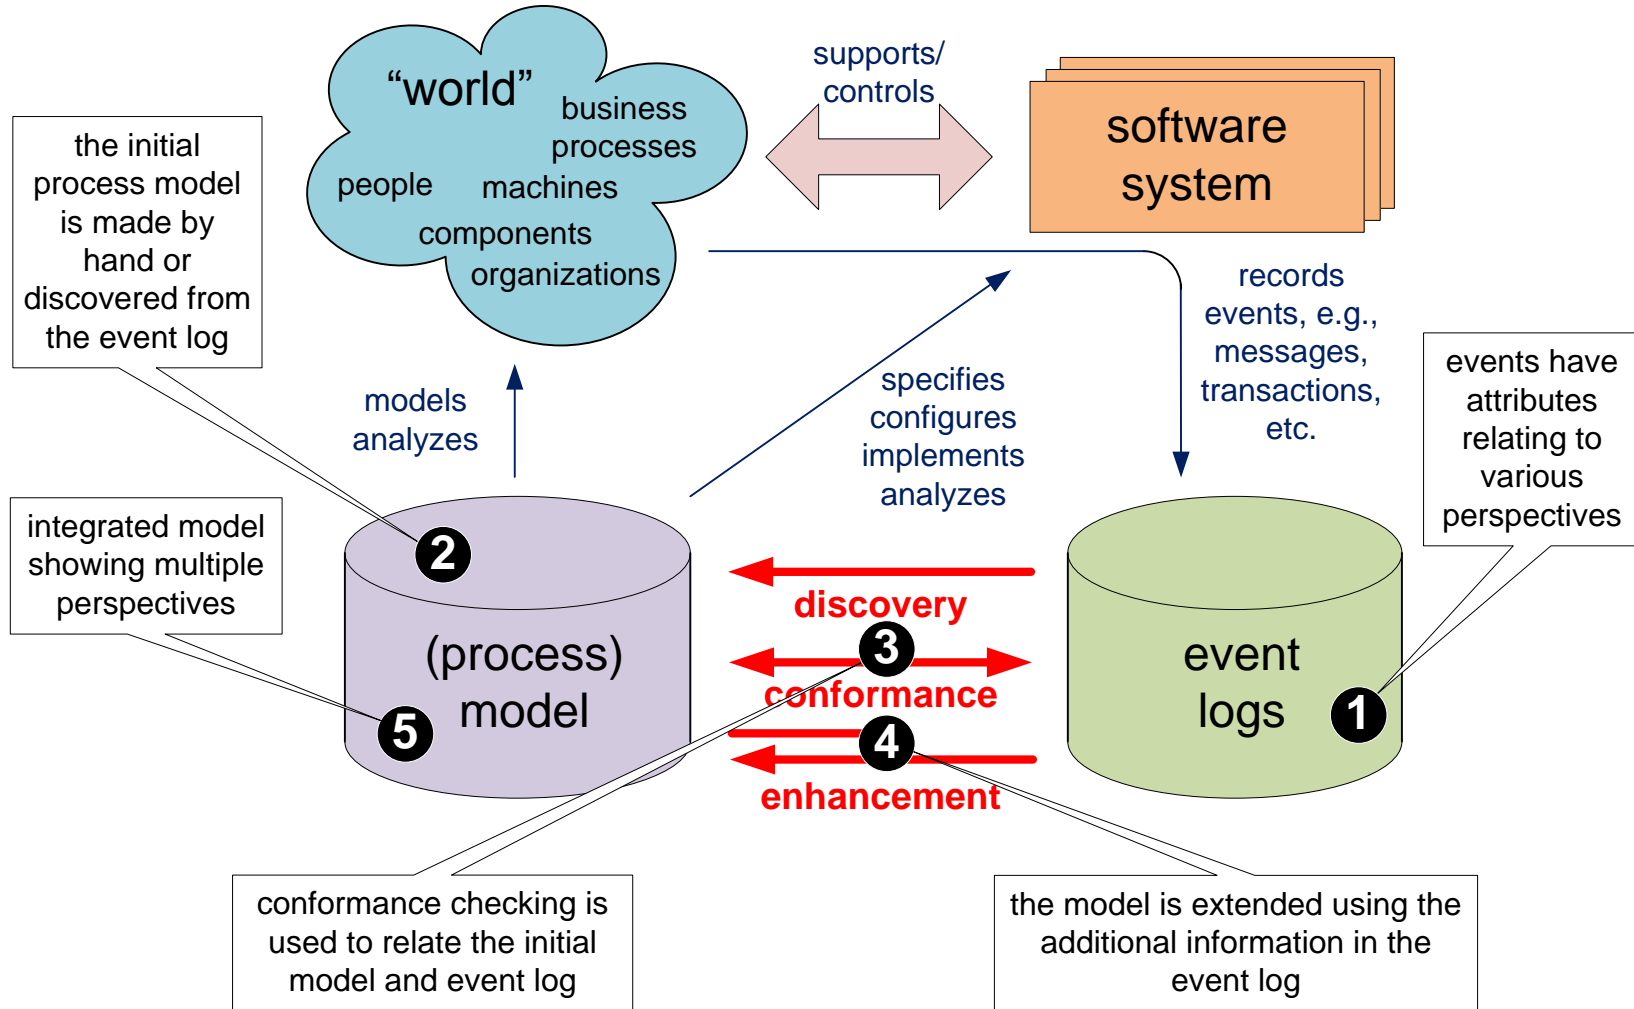 “world”
business
processes
people
machines
components
organizations
supports/
controls
software
system
the initial
process model
is made by
hand or
discovered from
the event log
records
events, e.g.,
messages,
transactions,
etc.
models
analyzes
specifies
configures
implements
analyzes
events have
attributes
relating to
various
perspectives
integrated model
showing multiple
perspectives
2
(process)
model
5
discovery
3
conformance
4
enhancement
event
logs
1
conformance checking is
used to relate the initial
model and event log
the model is extended using the
additional information in the
event log